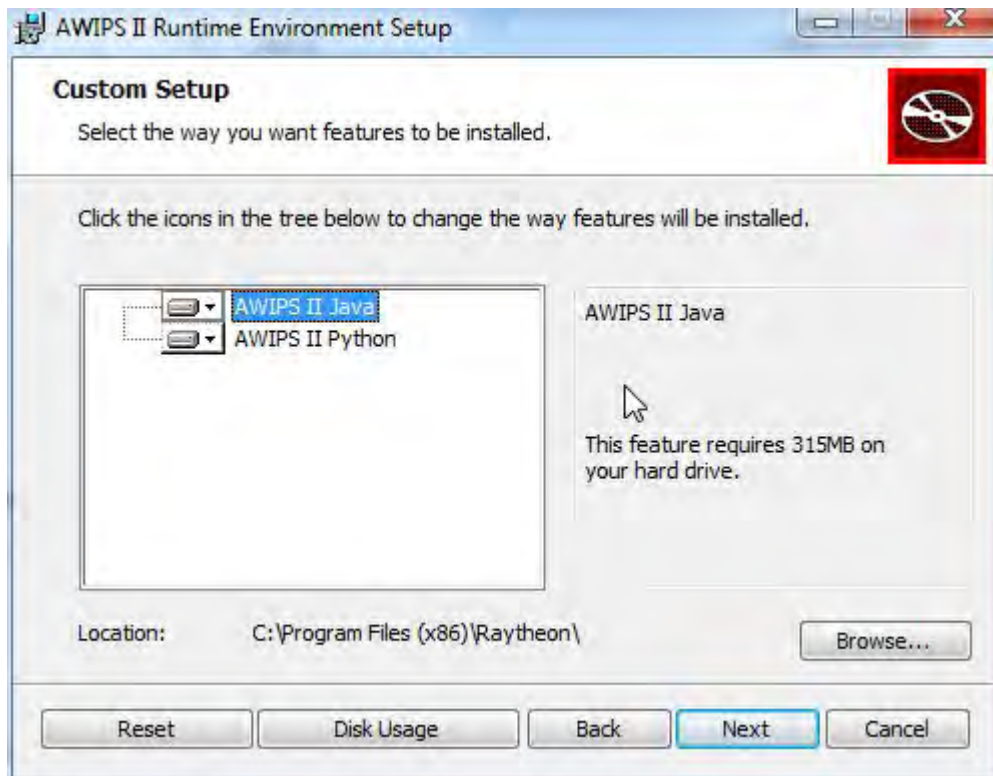 AWIPS II Runtime Environment Setup
Custom Setup
Select the way you want features to be installed.
Click the icons in the tree below to change the way features will be installed.
AWIPS II Java
AWIPS II Python
AWIPS II Java
This feature requires 315MB on
your hard drive.
Location: C:\Program Files (x86)\Raytheon\
Browse...
Reset Disk Usage Back Next Cancel